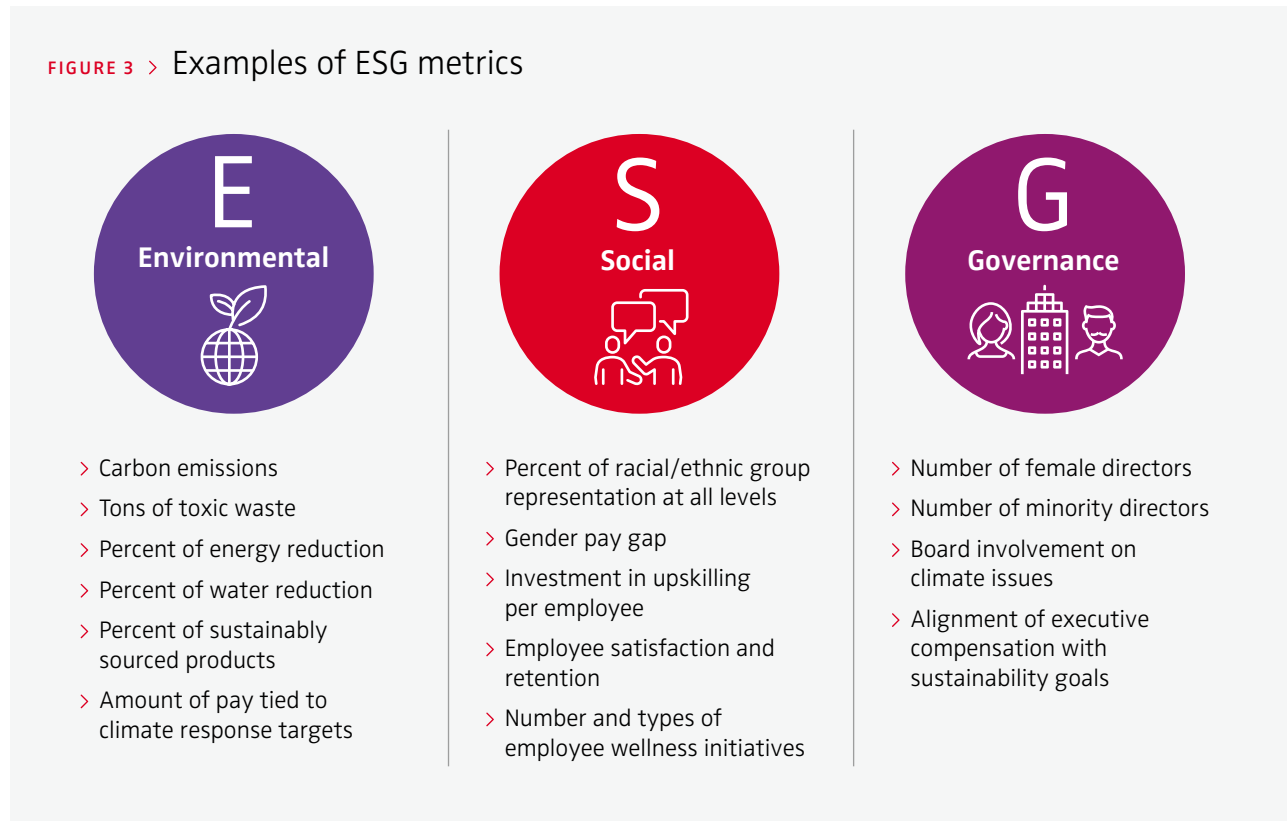 FIGURE 3 > Examples of ESG metrics
E
Environmental
> Carbon emissions
> Tons of toxic waste
> Percent of energy reduction
> Percent of water reduction
> Percent of sustainably
sourced products
> Amount of pay tied to
climate response targets
S
Social
> Percent of racial/ethnic group
representation at all levels
> Gender pay gap
> Investment in upskilling
per employee
> Employee satisfaction and
retention
> Number and types of
employee wellness initiatives
G
Governance
> Number of female directors
> Number of minority directors
> Board involvement on
climate issues
> Alignment of executive
compensation with
sustainability goals